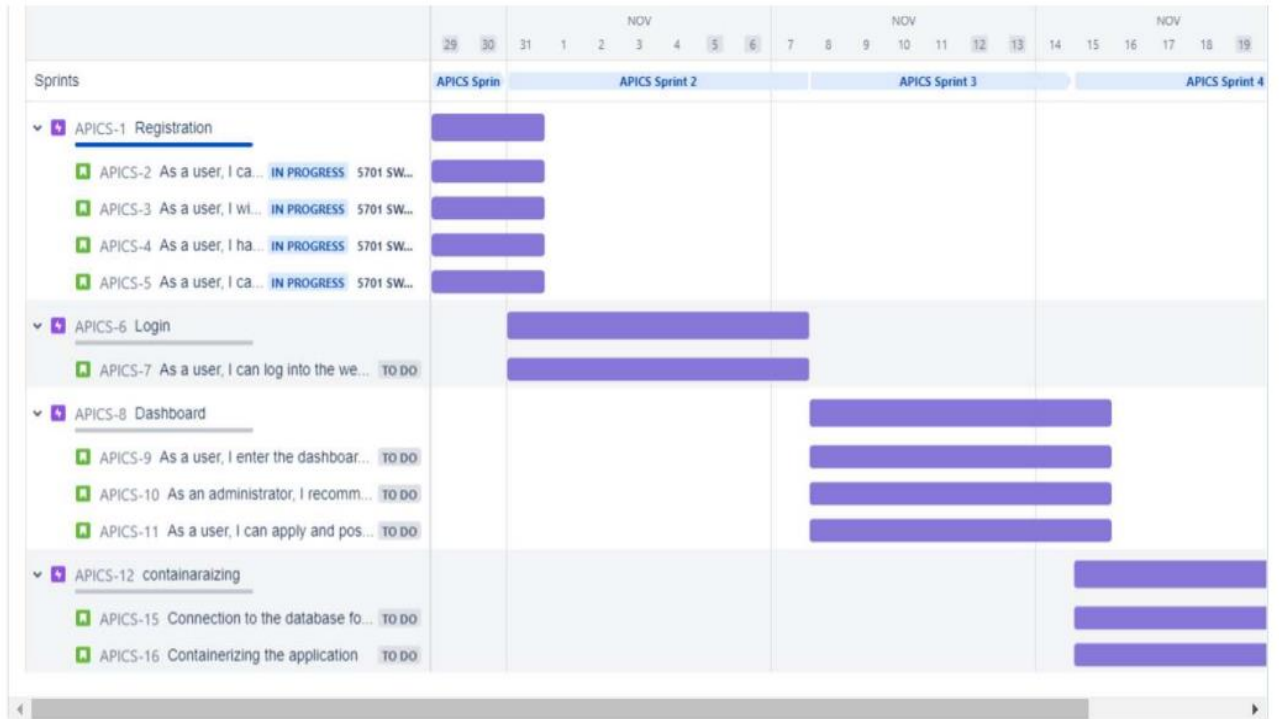 NOV NOV NOV
29 30 31 1 2 3 4 5 6 7 8 9 10 11 12 13 14 15 16 17 18 19
Sprints APICS Sprin APICS Sprint 2 APICS Sprint 3 APICS Sprint 4
APICS-1 Registration
APICS-2 As a user, I ca... IN PROGRESS 5701 SW...
APICS-3 As a user, I wi... IN PROGRESS 5701 SW...
APICS-4 As a user, I ha... IN PROGRESS 5701 SW...
APICS-5 As a user, I ca... IN PROGRESS 5701 SW...
APICS-6 Login
APICS-7 As a user, I can log into the we... TO DO
APICS-8 Dashboard
APICS-9 As a user, I enter the dashboar... TO DO
APICS-10 As an administrator, I recomm... TO DO
APICS-11 As a user, I can apply and pos... TO DO
APICS-12 containaraizing
APICS-15 Connection to the database fo... TO DO
APICS-16 Containerizing the application TO DO